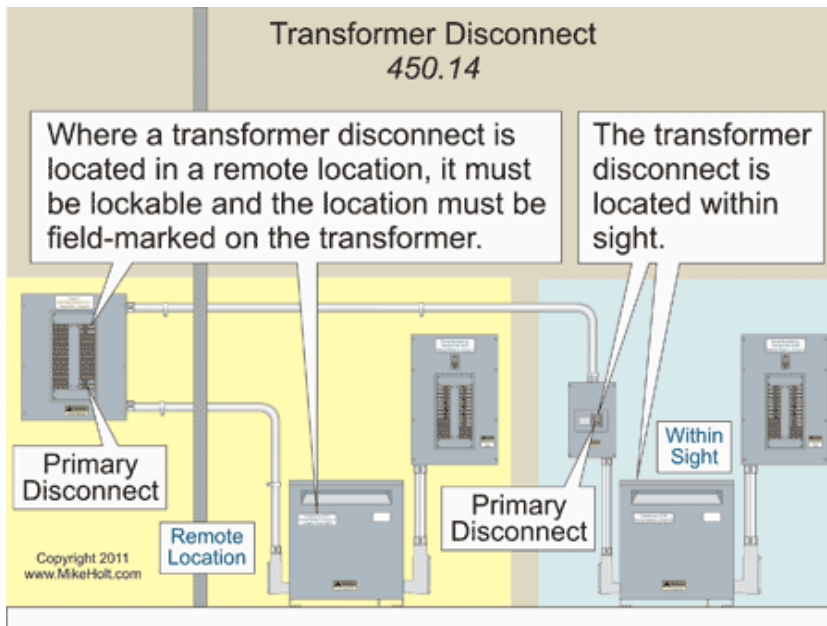 Transformer Disconnect
450.14
Where a transformer disconnect is
located in a remote location, it must
be lockable and the location must be
field-marked on the transformer.
The transformer
disconnect is
located within
sight.
Primary
Disconnect
Remote
Location
Primary
Disconnect
Within
Sight
Copyright 2011
www.MikeHolt.com